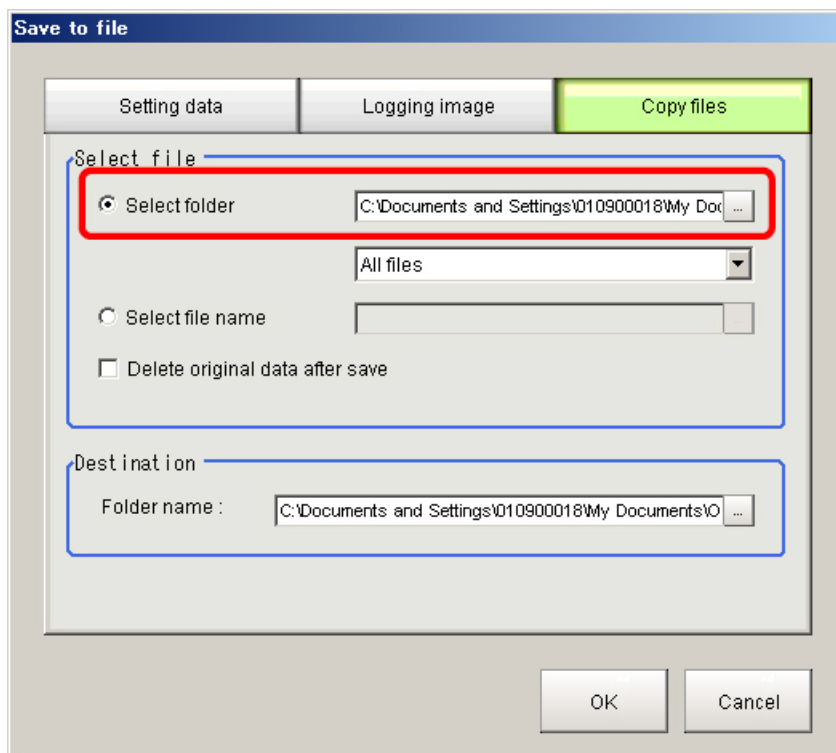 Save to file
Setting data Logging image Copy files
Select file
Select folder C:\Documents and Settings\010900018\My Doc ...
All files
Select file name ...
Delete original data after save
Destination
Folder name : C:\Documents and Settings\010900018\My Documents\O ...
OK Cancel